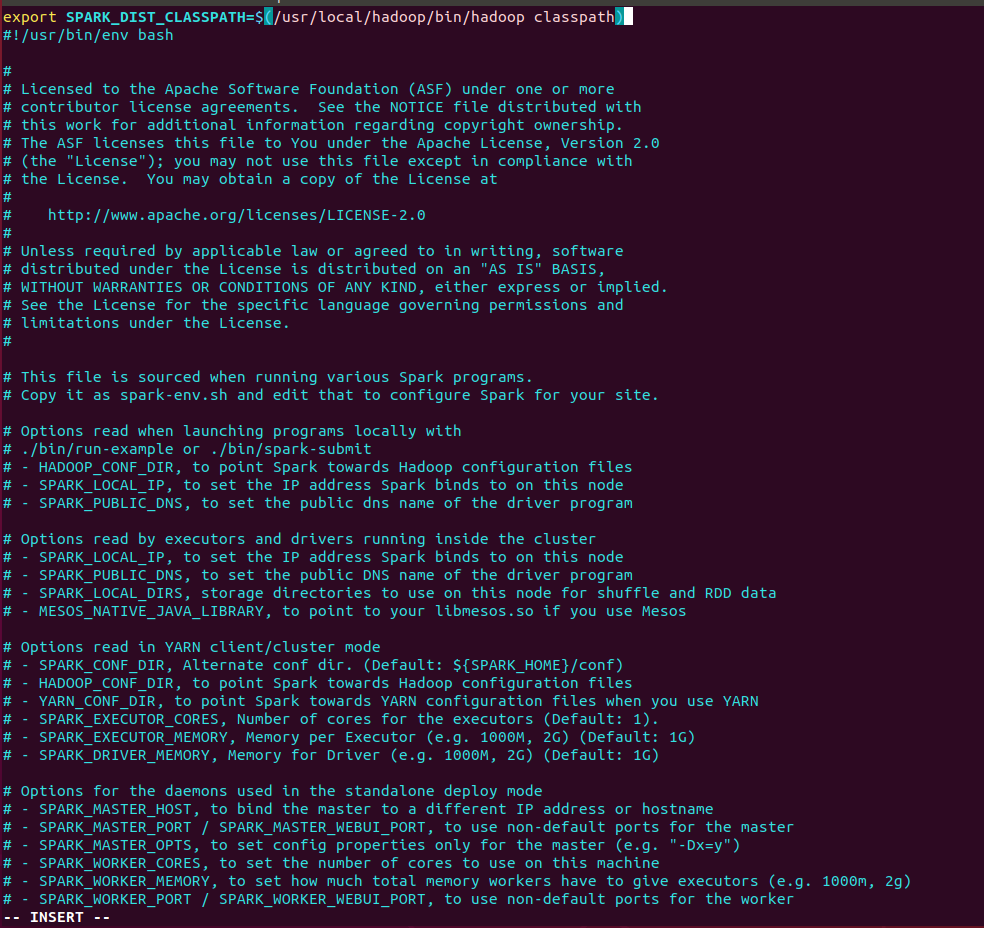 export SPARK_DIST_CLASSPATH=$(/usr/local/hadoop/bin/hadoop classpath)
#!/usr/bin/env bash

#
# Licensed to the Apache Software Foundation (ASF) under one or more
# contributor license agreements.  See the NOTICE file distributed with
# this work for additional information regarding copyright ownership.
# The ASF licenses this file to You under the Apache License, Version 2.0
# (the "License"); you may not use this file except in compliance with
# the License.  You may obtain a copy of the License at
#
#    http://www.apache.org/licenses/LICENSE-2.0
#
# Unless required by applicable law or agreed to in writing, software
# distributed under the License is distributed on an "AS IS" BASIS,
# WITHOUT WARRANTIES OR CONDITIONS OF ANY KIND, either express or implied.
# See the License for the specific language governing permissions and
# limitations under the License.
#

# This file is sourced when running various Spark programs.
# Copy it as spark-env.sh and edit that to configure Spark for your site.

# Options read when launching programs locally with
# ./bin/run-example or ./bin/spark-submit
# - HADOOP_CONF_DIR, to point Spark towards Hadoop configuration files
# - SPARK_LOCAL_IP, to set the IP address Spark binds to on this node
# - SPARK_PUBLIC_DNS, to set the public dns name of the driver program

# Options read by executors and drivers running inside the cluster
# - SPARK_LOCAL_IP, to set the IP address Spark binds to on this node
# - SPARK_PUBLIC_DNS, to set the public DNS name of the driver program
# - SPARK_LOCAL_DIRS, storage directories to use on this node for shuffle and RDD data
# - MESOS_NATIVE_JAVA_LIBRARY, to point to your libmesos.so if you use Mesos

# Options read in YARN client/cluster mode
# - SPARK_CONF_DIR, Alternate conf dir. (Default: ${SPARK_HOME}/conf)
# - HADOOP_CONF_DIR, to point Spark towards Hadoop configuration files
# - YARN_CONF_DIR, to point Spark towards YARN configuration files when you use YARN
# - SPARK_EXECUTOR_CORES, Number of cores for the executors (Default: 1).
# - SPARK_EXECUTOR_MEMORY, Memory per Executor (e.g. 1000M, 2G) (Default: 1G)
# - SPARK_DRIVER_MEMORY, Memory for Driver (e.g. 1000M, 2G) (Default: 1G)

# Options for the daemons used in the standalone deploy mode
# - SPARK_MASTER_HOST, to bind the master to a different IP address or hostname
# - SPARK_MASTER_PORT / SPARK_MASTER_WEBUI_PORT, to use non-default ports for the master
# - SPARK_MASTER_OPTS, to set config properties only for the master (e.g. "-Dx=y")
# - SPARK_WORKER_CORES, to set the number of cores to use on this machine
# - SPARK_WORKER_MEMORY, to set how much total memory workers have to give executors (e.g. 1000m, 2g)
# - SPARK_WORKER_PORT / SPARK_WORKER_WEBUI_PORT, to use non-default ports for the worker
-- INSERT --